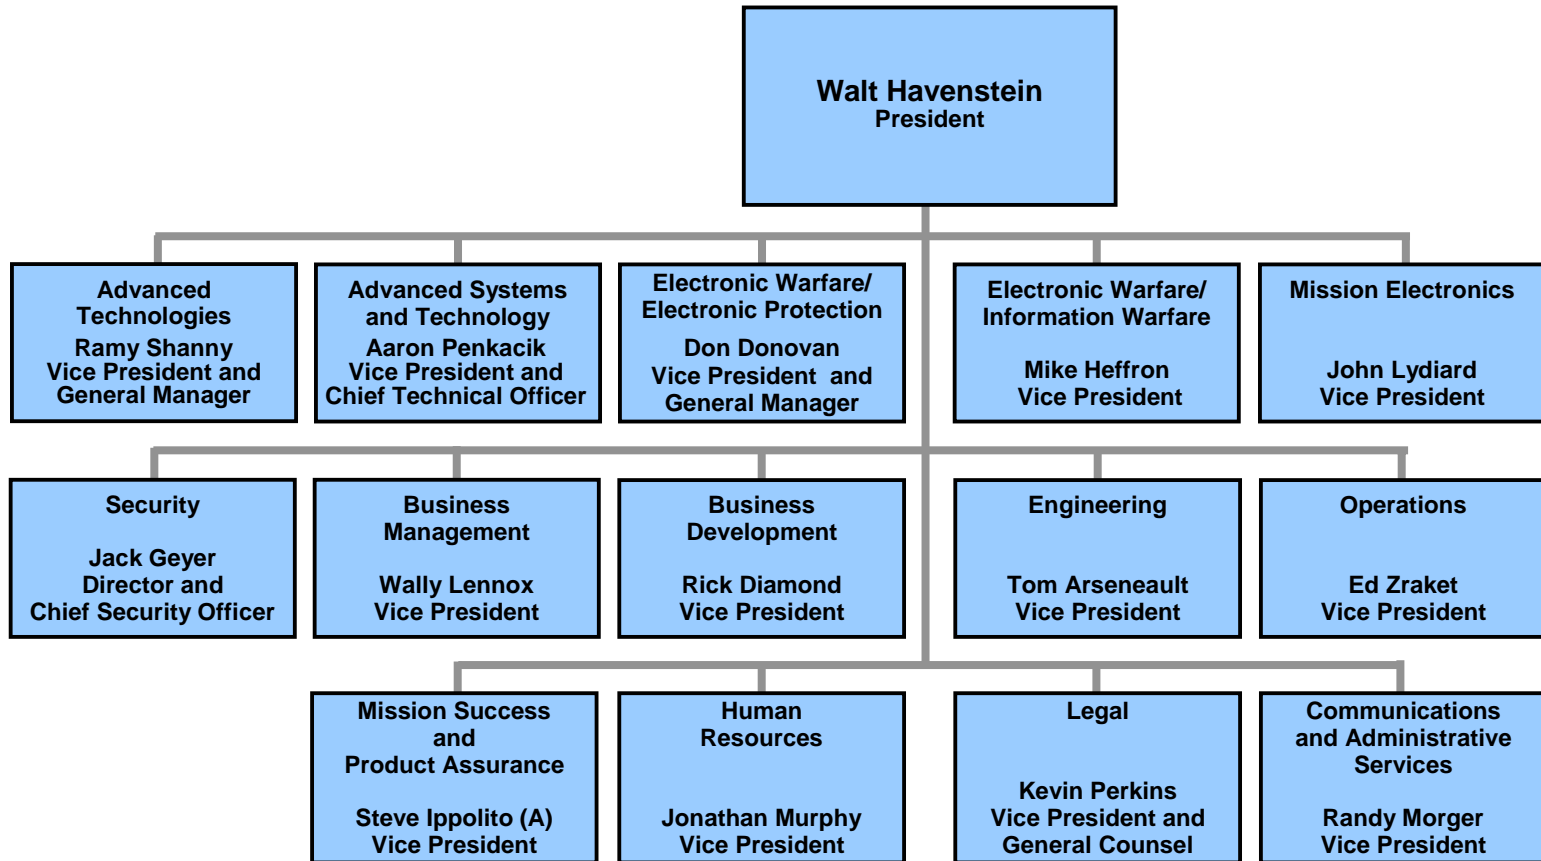 Walt Havenstein
President
Advanced
Technologies
Ramy Shanny
Vice President and
General Manager
Advanced Systems
and Technology
Aaron Penkacik
Vice President and
Chief Technical Officer
Electronic Warfare/
Electronic Protection
Don Donovan
Vice President and
General Manager
Electronic Warfare/
Information Warfare
Mike Heffron
Vice President
Mission Electronics
John Lydiard
Vice President
Security
Jack Geyer
Director and
Chief Security Officer
Business
Management
Wally Lennox
Vice President
Business
Development
Rick Diamond
Vice President
Engineering
Tom Arseneault
Vice President
Operations
Ed Zraket
Vice President
Mission Success
and
Product Assurance
Steve Ippolito (A)
Vice President
Human
Resources
Jonathan Murphy
Vice President
Legal
Kevin Perkins
Vice President and
General Counsel
Communications
and Administrative
Services
Randy Morger
Vice President